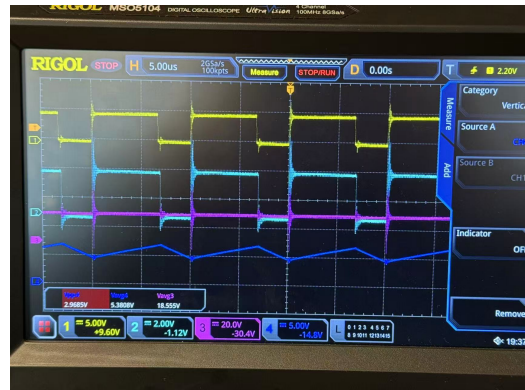 RIGOL MSO5104 DIGITAL OSCILLOSCOPE UltraVision 4 Channel 100MHz 8GSa/s
RIGOL STOP H 5.00us 2GSa/s 100kpts Measure STOP/RUN D 0.00s T 2.20V
Category
Vertica
Measure
Source A
Add
Source B
CH1
Indicator
OF
Remove
Vavg3
2.9685V 5.3808V 18.555V
1 5.00V +9.60V 2 2.00V -1.12V 3 20.0V -30.4V 4 5.00V -14.8V L 0 1 2 3 4 5 6 7 8 9 10 11 12 13 14 15
19:37